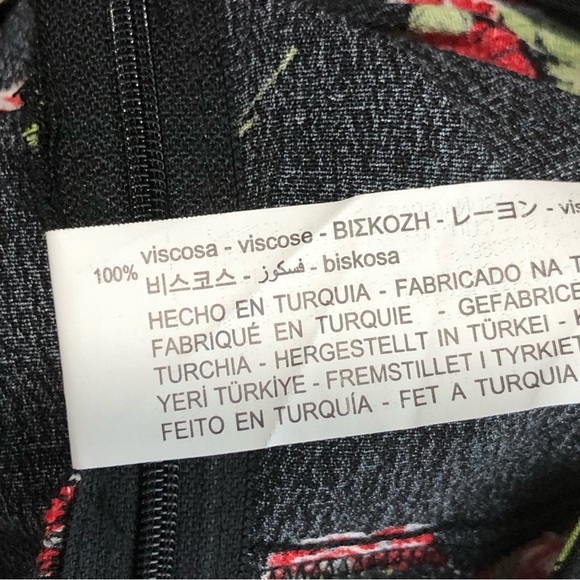 100% viscosa - viscose - ΒΙΣΚΟΖΗ - レーヨン - vis
비스코스 - فسكوز - biskosa
HECHO EN TURQUIA - FABRICADO NA T
FABRIQUÉ EN TURQUIE - GEFABRICE
TURCHIA - HERGESTELLT IN TÜRKEI -
YERİ TÜRKİYE - FREMSTILLET I TYRKIET
FEITO EN TURQUÍA - FET A TURQUIA